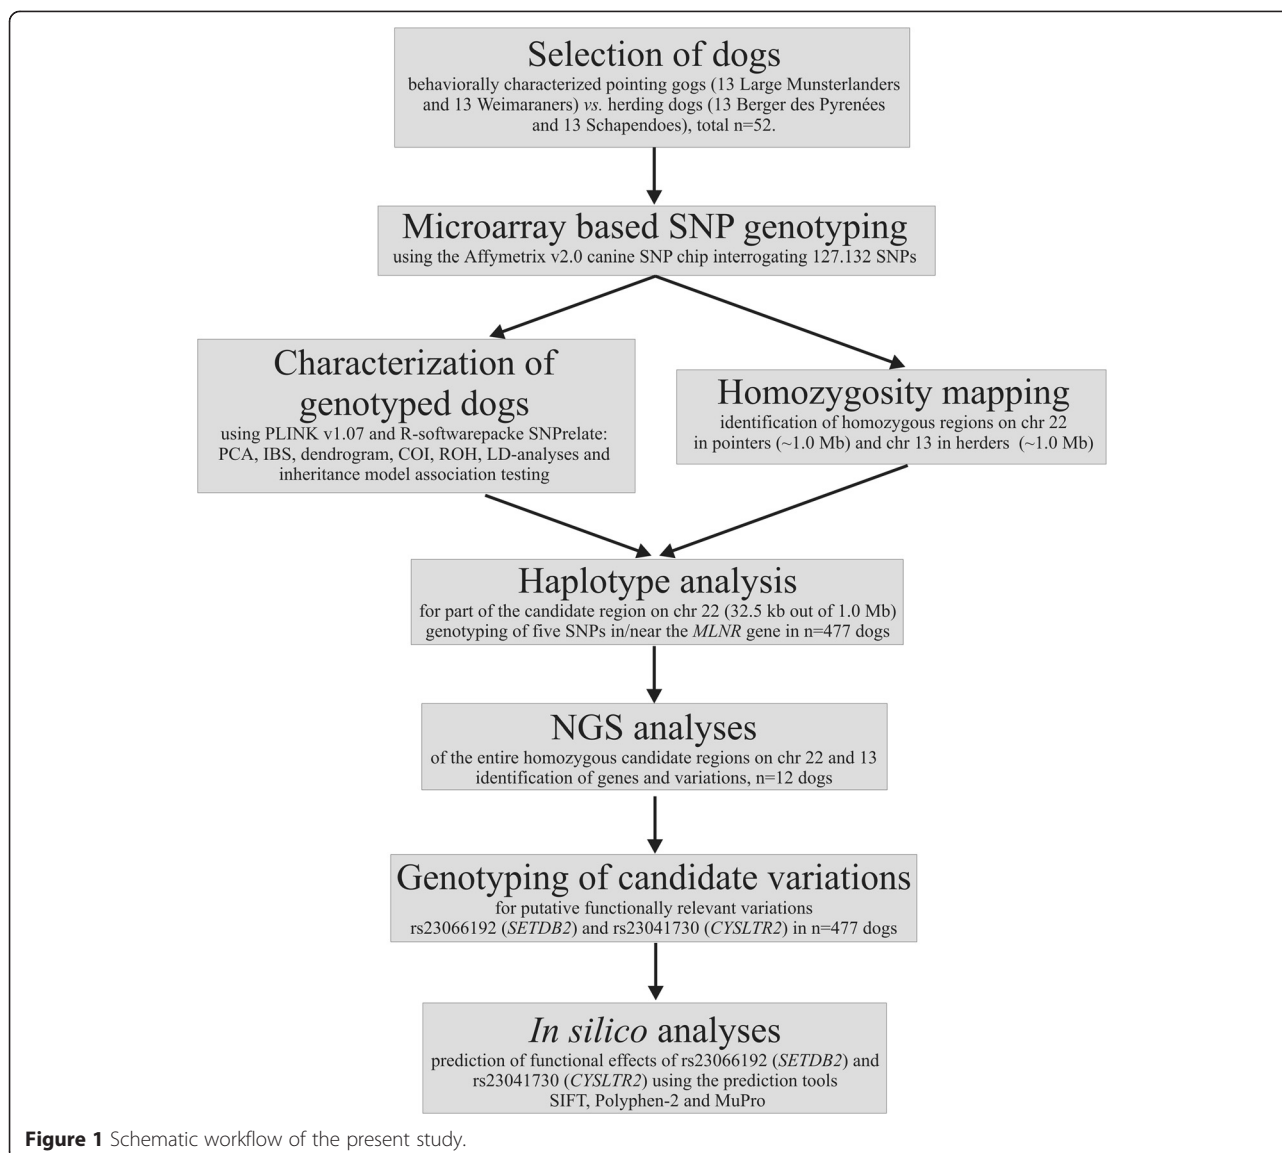 Selection of dogs
behaviorally characterized pointing gogs (13 Large Munsterlanders
and 13 Weimaraners) vs. herding dogs (13 Berger des Pyrenées
and 13 Schapendoes), total n=52.
Microarray based SNP genotyping
using the Affymetrix v2.0 canine SNP chip interrogating 127.132 SNPs
Characterization of
genotyped dogs
using PLINK v1.07 and R-softwarepacke SNPrelate:
PCA, IBS, dendrogram, COI, ROH, LD-analyses and
inheritance model association testing
Homozygosity mapping
identification of homozygous regions on chr 22
in pointers (~1.0 Mb) and chr 13 in herders (~1.0 Mb)
Haplotype analysis
for part of the candidate region on chr 22 (32.5 kb out of 1.0 Mb)
genotyping of five SNPs in/near the MLNR gene in n=477 dogs
NGS analyses
of the entire homozygous candidate regions on chr 22 and 13
identification of genes and variations, n=12 dogs
Genotyping of candidate variations
for putative functionally relevant variations
rs23066192 (SETDB2) and rs23041730 (CYSLTR2) in n=477 dogs
In silico analyses
prediction of functional effects of rs23066192 (SETDB2) and
rs23041730 (CYSLTR2) using the prediction tools
SIFT, Polyphen-2 and MuPro
Figure 1 Schematic workflow of the present study.